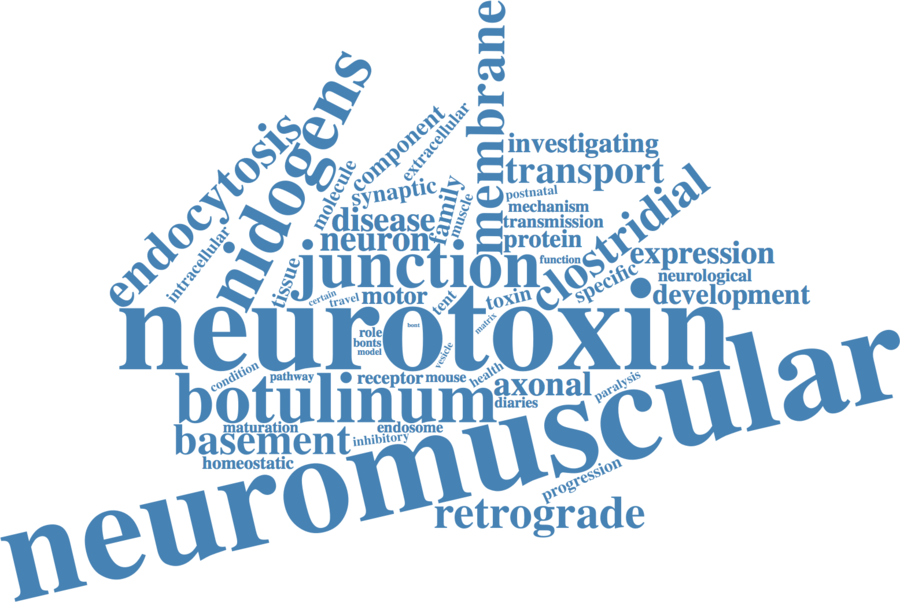 membrane
nidogens
endocytosis
component
extracellular
investigating
transport
molecule
synaptic
family
muscle
postnatal
mechanism
transmission
protein
clostridial
disease
neuron
intracellular
tissue
junction
function
specific
expression
neurological
development
certain
travel
motor
tent
toxin
neurotoxin
role
bont
bonts
model
vesicle
matrix
condition
pathway
receptor
mouse
health
axonal
paralysis
botulinum
diaries
maturation
endosome
basement
inhibitory
homeostatic
neuromuscular
progression
retrograde